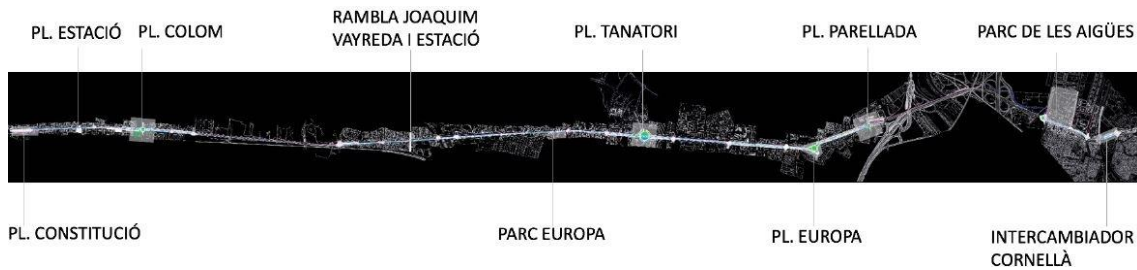 PL. ESTACIÓ
PL. COLOM
RAMBLA JOAQUIM
VAYREDA I ESTACIÓ
PL. TANATORI
PL. PARELLADA
PARC DE LES AIGÜES
PL. CONSTITUCIÓ
PARC EUROPA
PL. EUROPA
INTERCAMBIADOR
CORNELLÀ